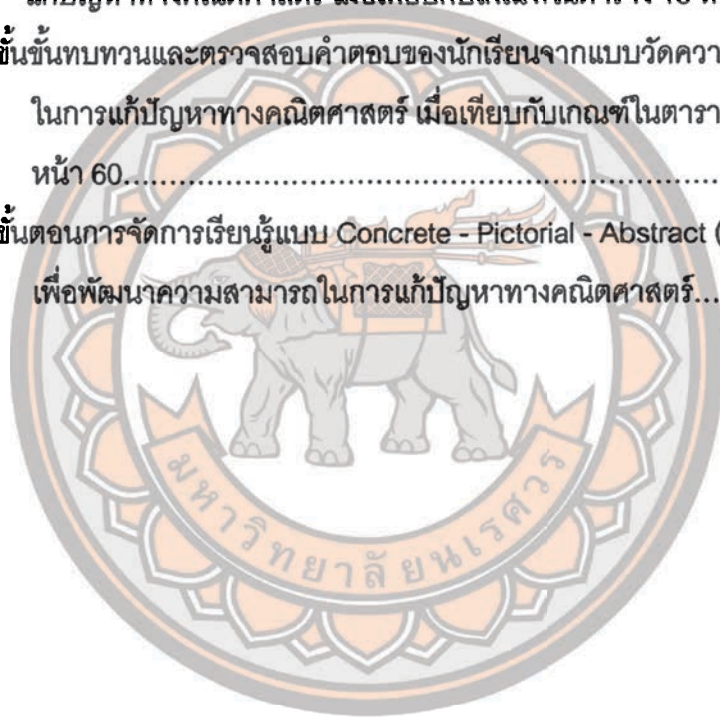 ขั้นขั้นทบทวนและตรวจสอบคำตอบของนักเรียนจากแบบวัดควา
ในการแก้ปัญหาทางคณิตศาสตร์ เมื่อเทียบกับเกณฑ์ในตารา
หน้า 60......................................................................
ขั้นตอนการจัดการเรียนรู้แบบ Concrete - Pictorial - Abstract (
เพื่อพัฒนาความสามารถในการแก้ปัญหาทางคณิตศาสตร์...
มหาวิทยาลัยนเรศวร